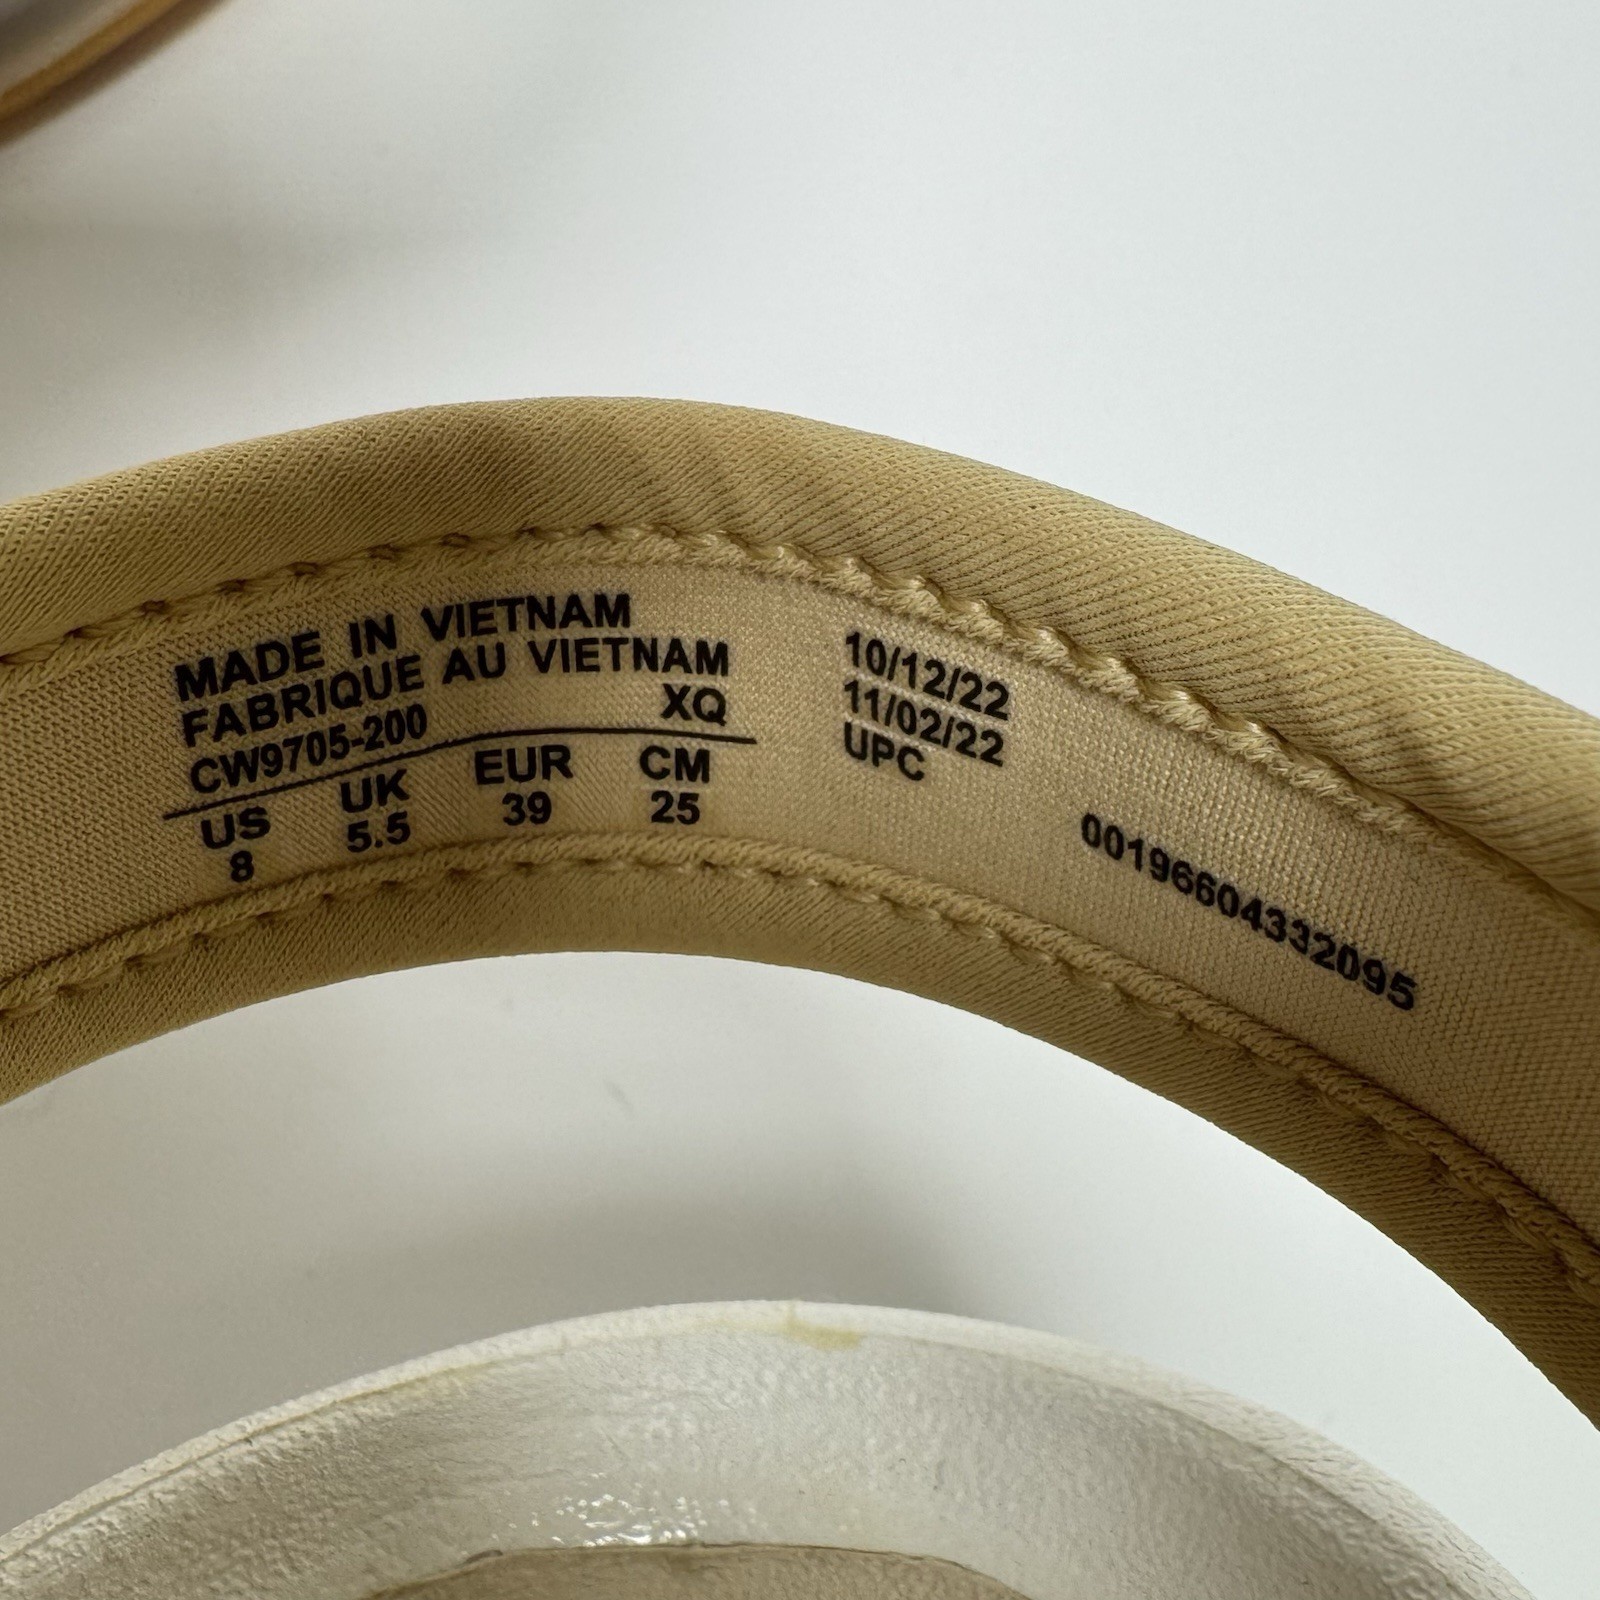 MADE IN VIETNAM
FABRIQUE AU VIETNAM
XQ
CW9705-200
US UK EUR CM
8 5.5 39 25
10/12/22
11/02/22
UPC
00196604332095